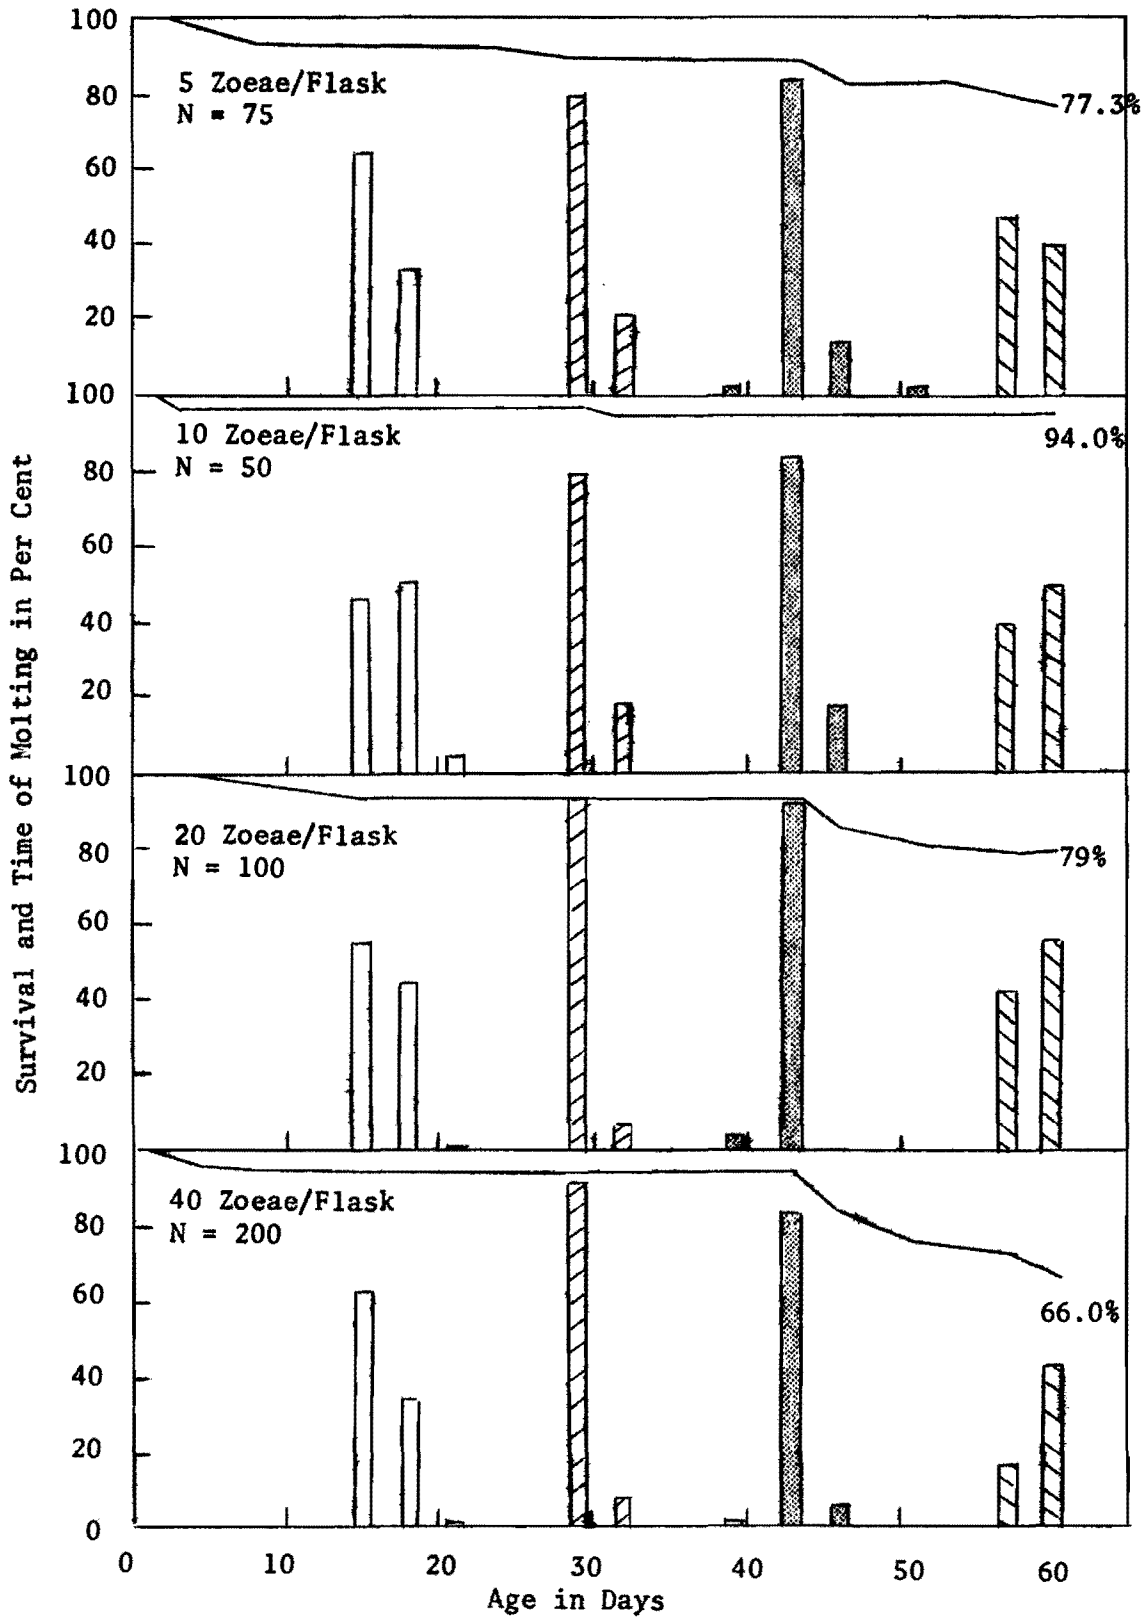 100
5 Zoeae/Flask
N = 75
80
77.3%
60
40
20
100
10 Zoeae/Flask
N = 50
94.0%
80
60
40
20
100
20 Zoeae/Flask
N = 100
80
79%
60
40
20
100
40 Zoeae/Flask
N = 200
80
60
66.0%
40
20
0
0 10 20 30 40 50 60
Age in Days
Survival and Time of Molting in Per Cent